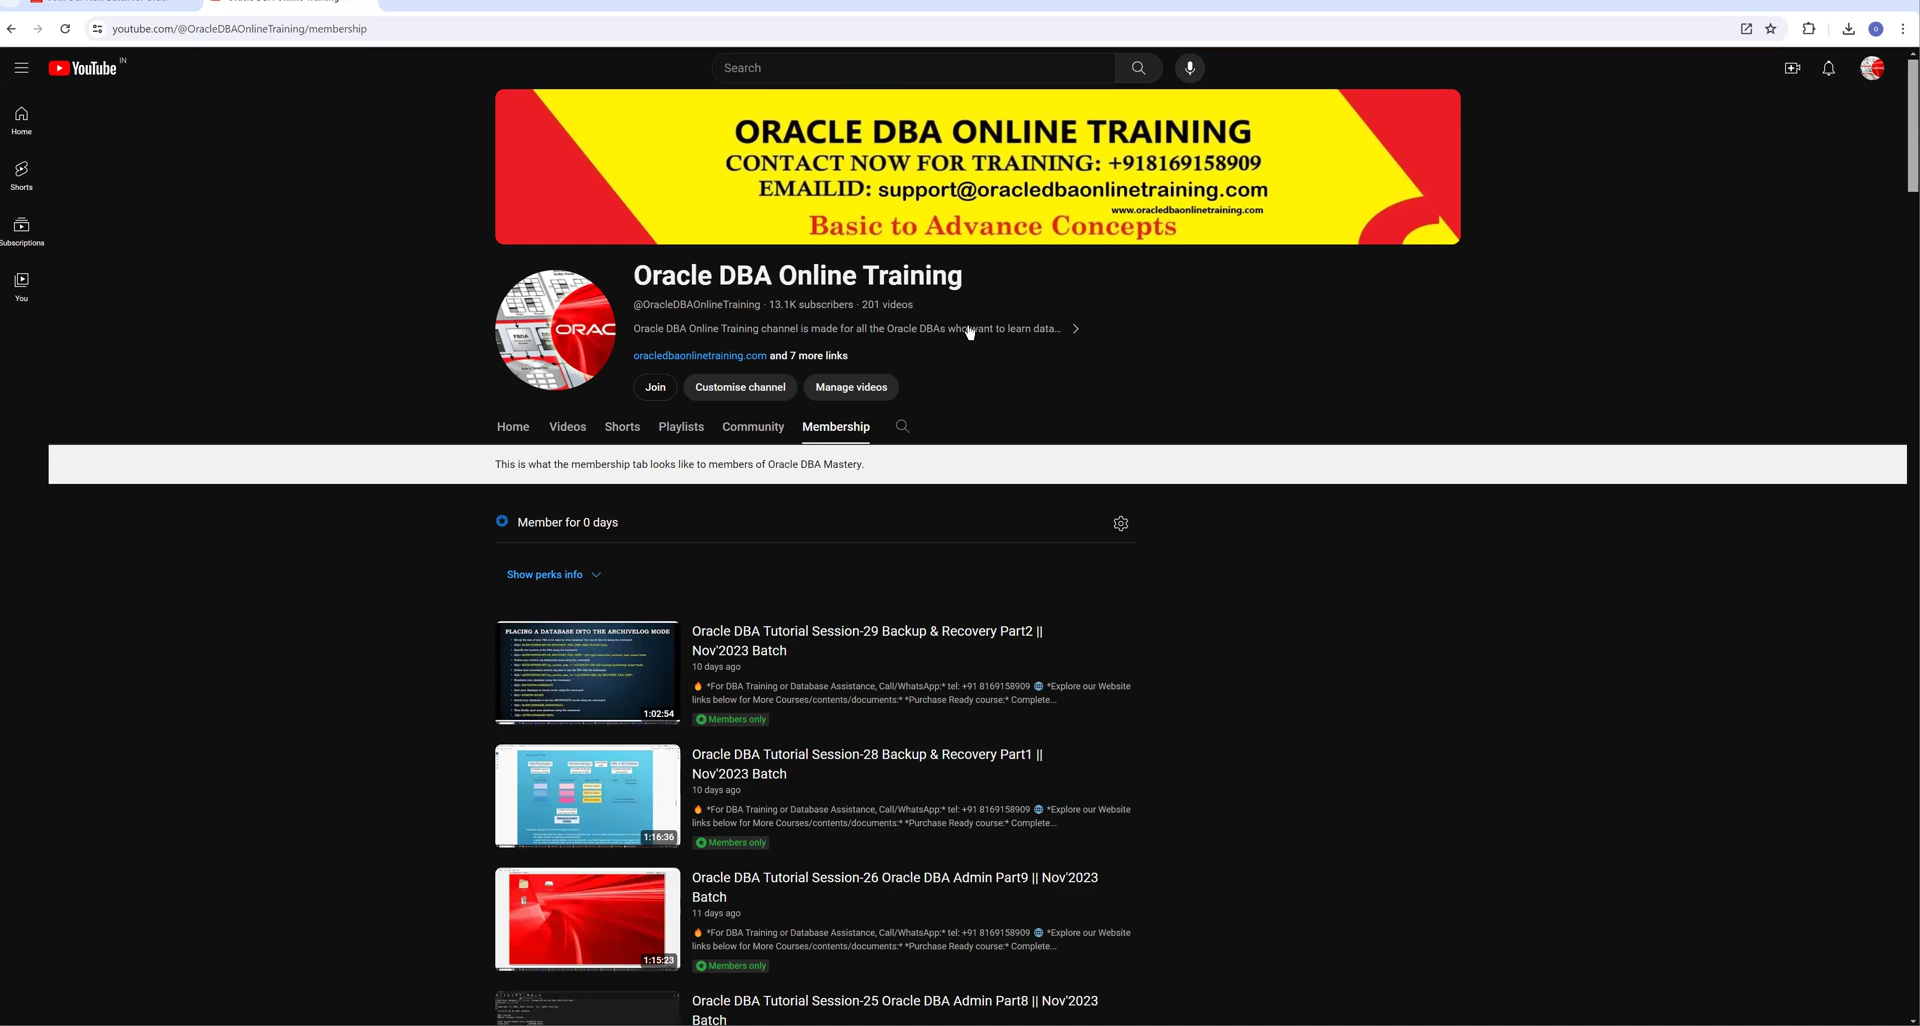 youtube.com/@OracleDBAOnlineTraining/membership
YouTube IN
Search
Home
Shorts
Subscriptions
You
ORACLE DBA ONLINE TRAINING
CONTACT NOW FOR TRAINING: +918169158909
EMAILID: support@oracledbaonlinetraining.com
www.oracledbaonlinetraining.com
Basic to Advance Concepts
ORAC
Oracle DBA Online Training
@OracleDBAOnlineTraining · 13.1K subscribers · 201 videos
Oracle DBA Online Training channel is made for all the Oracle DBAs who want to learn data...
oracledbaonlinetraining.com and 7 more links
Join
Customise channel
Manage videos
Home
Videos
Shorts
Playlists
Community
Membership
This is what the membership tab looks like to members of Oracle DBA Mastery.
Member for 0 days
Show perks info
PLACING A DATABASE INTO THE ARCHIVELOG MODE
1:02:54
Oracle DBA Tutorial Session-29 Backup & Recovery Part2 ||
Nov'2023 Batch
10 days ago
🔥 *For DBA Training or Database Assistance, Call/WhatsApp:* tel: +91 8169158909 🌐 *Explore our Website
links below for More Courses/contents/documents:* *Purchase Ready course:* Complete...
Members only
1:16:36
Oracle DBA Tutorial Session-28 Backup & Recovery Part1 ||
Nov'2023 Batch
10 days ago
🔥 *For DBA Training or Database Assistance, Call/WhatsApp:* tel: +91 8169158909 🌐 *Explore our Website
links below for More Courses/contents/documents:* *Purchase Ready course:* Complete...
Members only
1:15:23
Oracle DBA Tutorial Session-26 Oracle DBA Admin Part9 || Nov'2023
Batch
11 days ago
🔥 *For DBA Training or Database Assistance, Call/WhatsApp:* tel: +91 8169158909 🌐 *Explore our Website
links below for More Courses/contents/documents:* *Purchase Ready course:* Complete...
Members only
Oracle DBA Tutorial Session-25 Oracle DBA Admin Part8 || Nov'2023
Batch